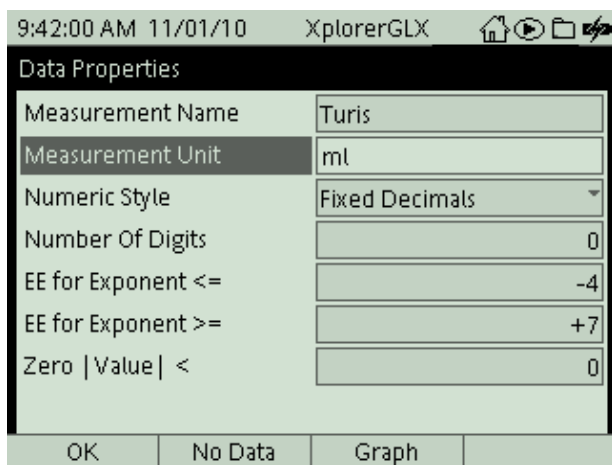 9:42:00 AM 11/01/10 XplorerGLX
Data Properties
Measurement Name Turis
Measurement Unit ml
Numeric Style Fixed Decimals
Number Of Digits 0
EE for Exponent <= -4
EE for Exponent >= +7
Zero |Value| < 0
OK No Data Graph